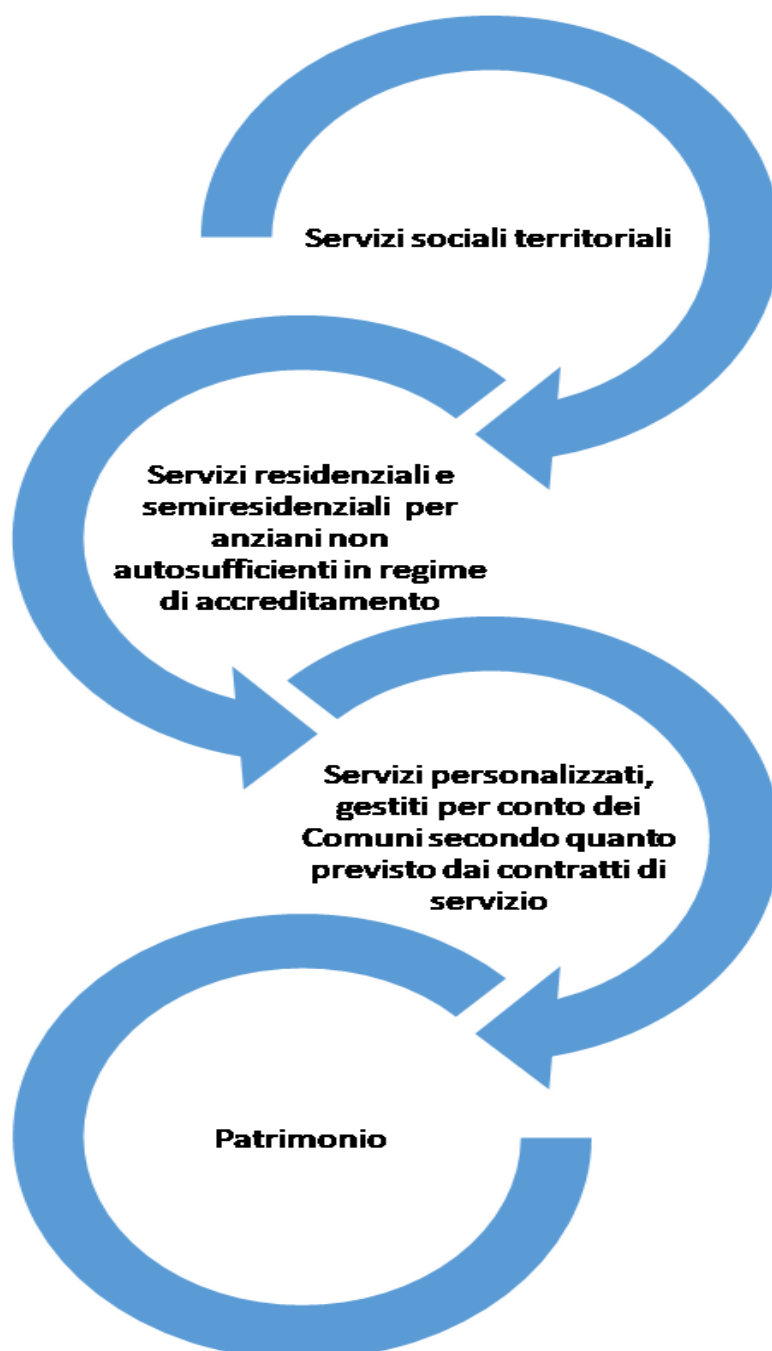 Servizi sociali territoriali
Servizi residenziali e
semiresidenziali per
anziani non
autosufficienti in regime
di accreditamento
Servizi personalizzati,
gestiti per conto dei
Comuni secondo quanto
previsto dai contratti di
servizio
Patrimonio